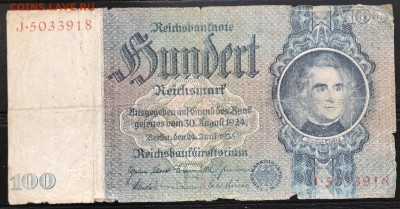 COINS.LAVE.RU
J·5033918
Reichsbanknote
100
Hundert
Reichsmark
Ausgegeben auf Grund des Bank-
gesetzes vom 30. August 1924
Berlin, den 24. Juni 1935
Reichsbankdirektorium
100
J·5033918